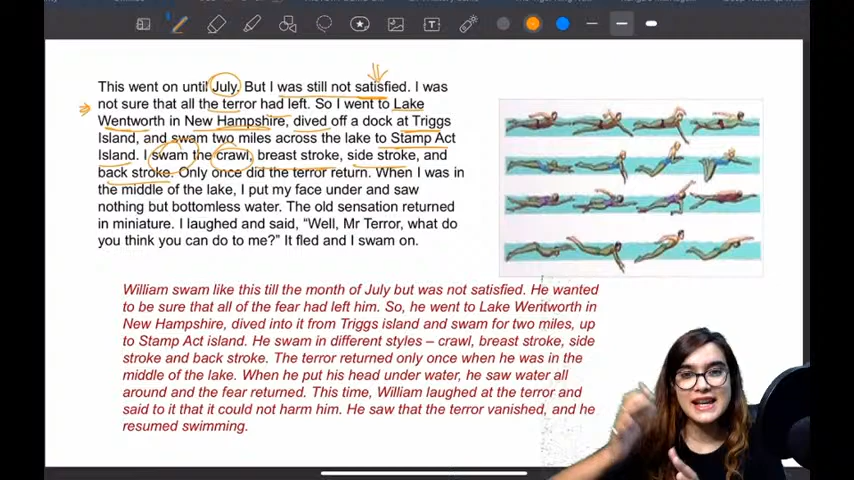 This went on until July. But I was still not satisfied. I was
not sure that all the terror had left. So I went to Lake
Wentworth in New Hampshire, dived off a dock at Triggs
Island, and swam two miles across the lake to Stamp Act
Island. I swam the crawl, breast stroke, side stroke, and
back stroke. Only once did the terror return. When I was in
the middle of the lake, I put my face under and saw
nothing but bottomless water. The old sensation returned
in miniature. I laughed and said, “Well, Mr Terror, what do
you think you can do to me?” It fled and I swam on.
William swam like this till the month of July but was not satisfied. He wanted
to be sure that all of the fear had left him. So, he went to Lake Wentworth in
New Hampshire, dived into it from Triggs island and swam for two miles, up
to Stamp Act island. He swam in different styles – crawl, breast stroke, side
stroke and back stroke. The terror returned only once when he was in the
middle of the lake. When he put his head under water, he saw water all
around and the fear returned. This time, William laughed at the terror and
said to it that it could not harm him. He saw that the terror vanished, and he
resumed swimming.